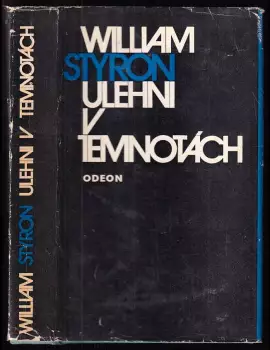 WILLIAM
STYRON
ULEHNI
V
TEMNOTÁCH
ODEON
WILLIAM STYRON ULEHNI V TEMNOTÁCH